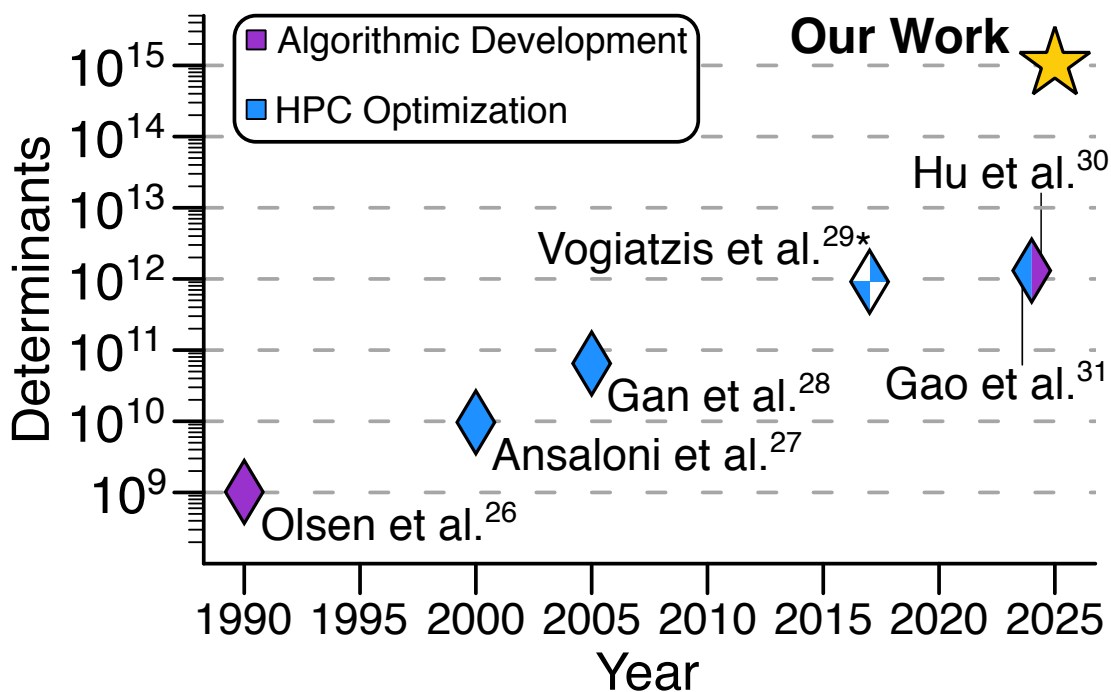 Algorithmic Development
HPC Optimization
Our Work
Hu et al.30
Vogiatzis et al.29*
Gao et al.31
Gan et al.28
Ansaloni et al.27
Olsen et al.26
Determinants
10^15
10^14
10^13
10^12
10^11
10^10
10^9
1990 1995 2000 2005 2010 2015 2020 2025
Year